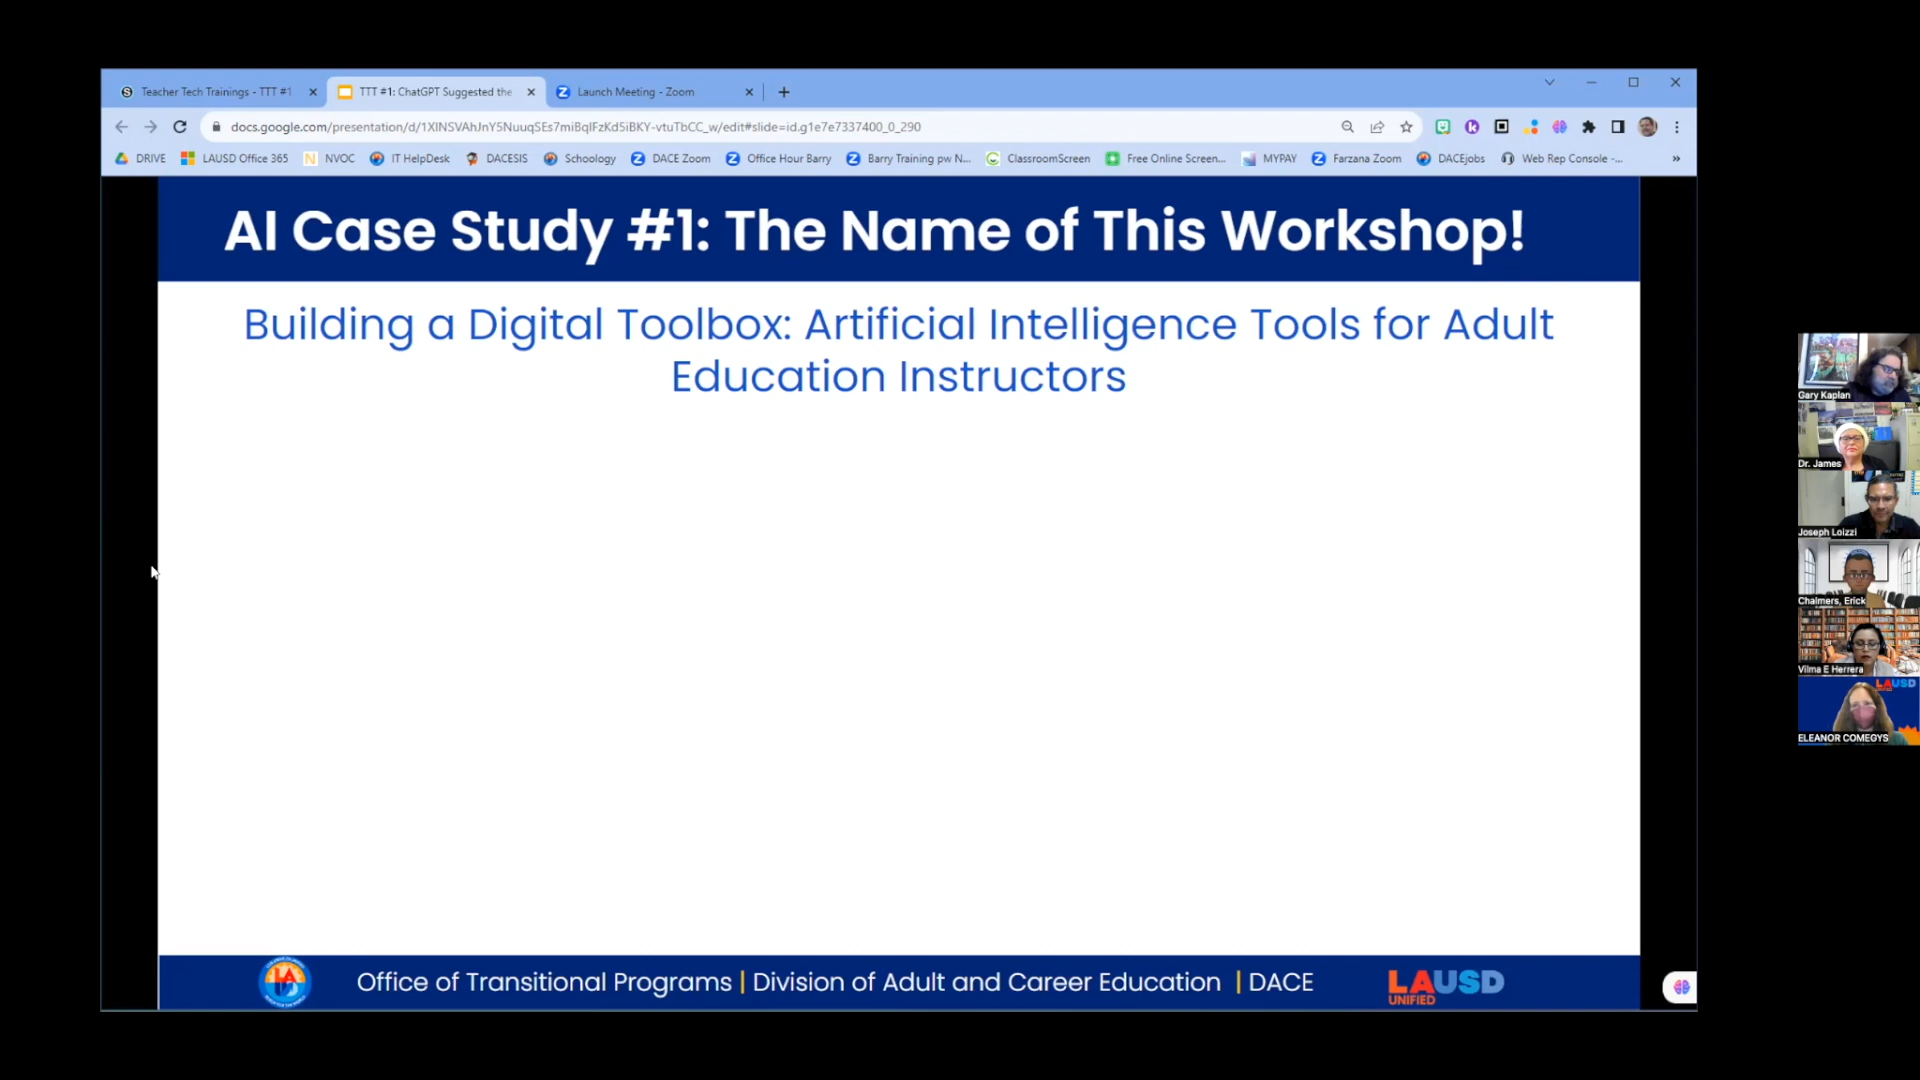 Teacher Tech Trainings - TTT #1
TTT #1: ChatGPT Suggested the
Launch Meeting - Zoom
docs.google.com/presentation/d/1XlNSVAhJnY5NuuqSEs7miBqIFzKd5iBKY-vtuTbCC_w/edit#slide=id.g1e7e7337400_0_290
DRIVE
LAUSD Office 365
NVOC
IT HelpDesk
DACESIS
Schoology
DACE Zoom
Office Hour Barry
Barry Training pw N...
ClassroomScreen
Free Online Screen...
MYPAY
Farzana Zoom
DACEjobs
Web Rep Console -...
AI Case Study #1: The Name of This Workshop!
Building a Digital Toolbox: Artificial Intelligence Tools for Adult
Education Instructors
Gary Kaplan
Dr. James
Joseph Loizzi
Chalmers, Erick
Vilma E Herrera
LAUSD
ELEANOR COMEGYS
Office of Transitional Programs | Division of Adult and Career Education | DACE
LAUSD
UNIFIED